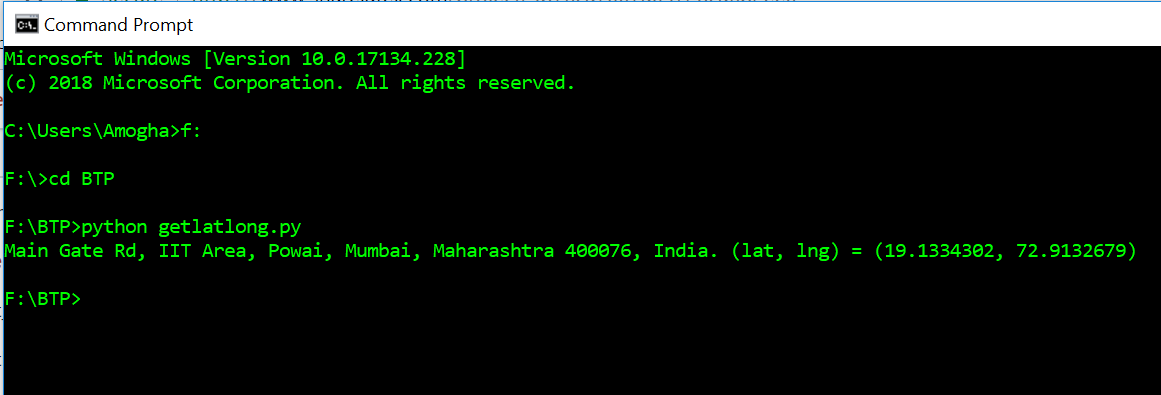 Command Prompt
Microsoft Windows [Version 10.0.17134.228]
(c) 2018 Microsoft Corporation. All rights reserved.
C:\Users\Amogha>f:
F:\>cd BTP
F:\BTP>python getlatlong.py
Main Gate Rd, IIT Area, Powai, Mumbai, Maharashtra 400076, India. (lat, lng) = (19.1334302, 72.9132679)
F:\BTP>